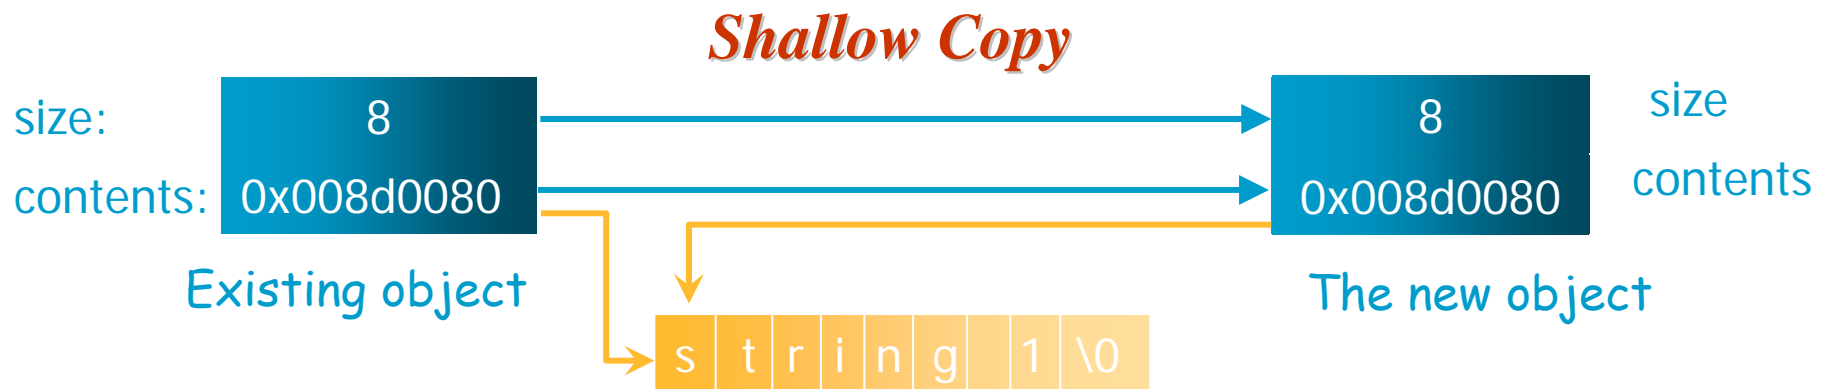 Shallow Copy
size: 8 8 size
contents: 0x008d0080 0x008d0080 contents
Existing object The new object
s t r i n g 1 \0